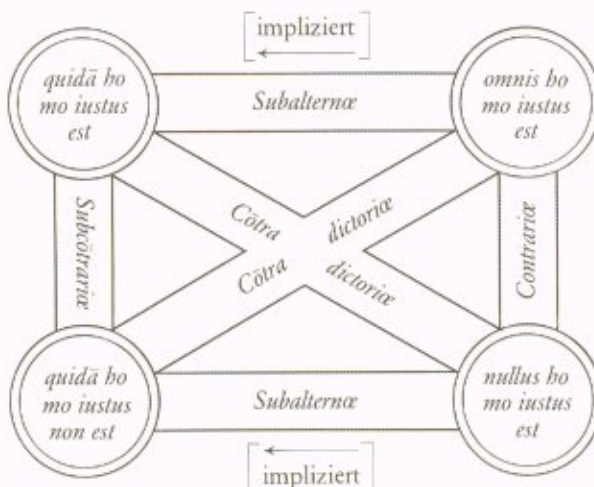 impliziert
quidā ho
mo iustus
est
Subalternæ
omnis ho
mo iustus
est
Subcōtrariæ
Cōtra
dictoriæ
Cōtra
dictoriæ
Contrariæ
quidā ho
mo iustus
non est
Subalternæ
nullus ho
mo iustus
est
impliziert